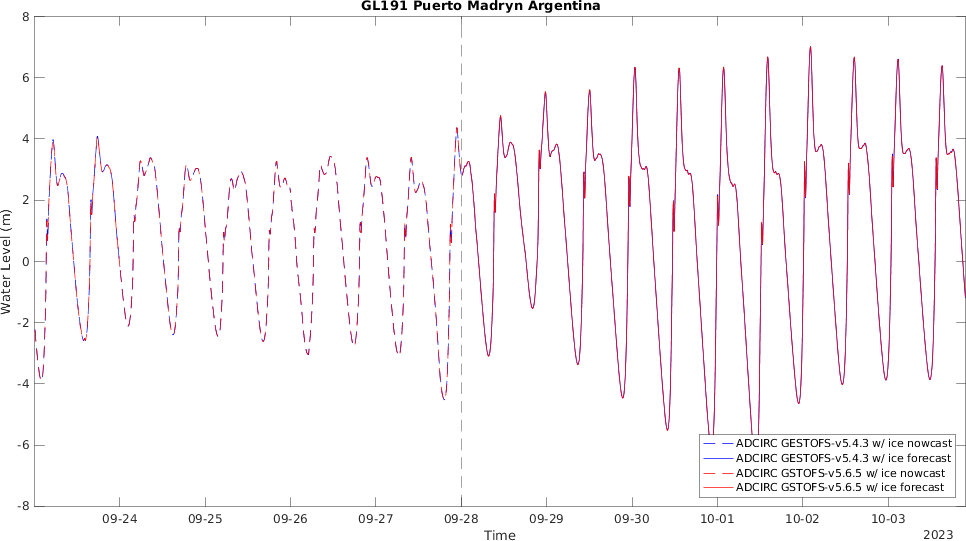 GL191 Puerto Madryn Argentina
8
6
4
2
0
-2
-4
-6
-8
Water Level (m)
ADCIRC GESTOFS-v5.4.3 w/ ice nowcast
ADCIRC GESTOFS-v5.4.3 w/ ice forecast
ADCIRC GSTOFS-v5.6.5 w/ ice nowcast
ADCIRC GSTOFS-v5.6.5 w/ ice forecast
09-24 09-25 09-26 09-27 09-28 09-29 09-30 10-01 10-02 10-03
Time
2023